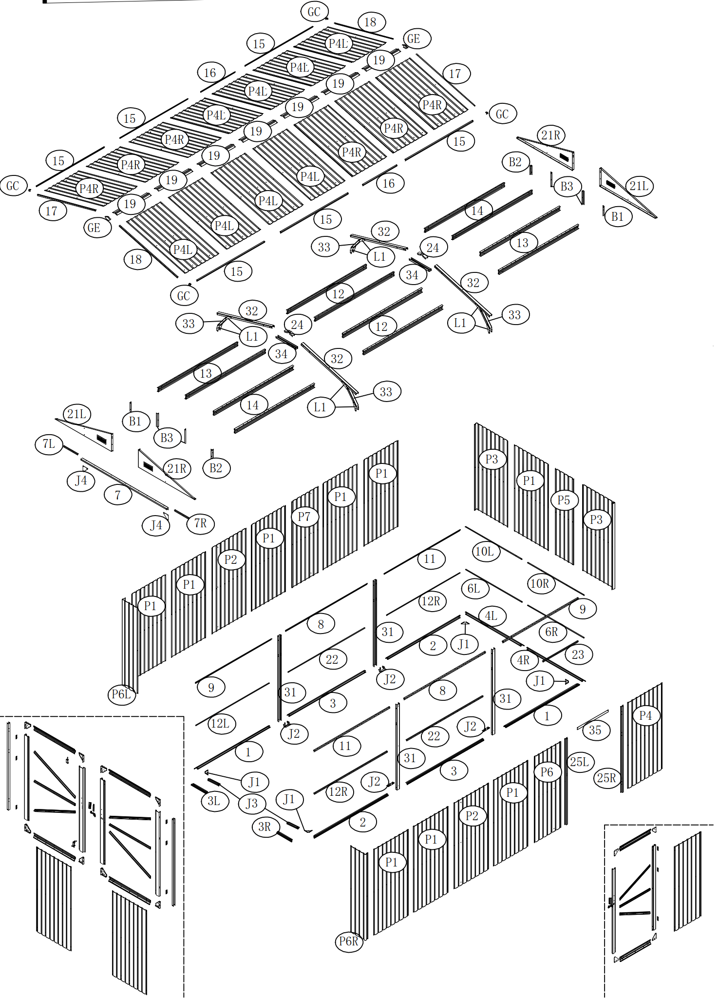 GC
18
15
P4L
GE
19
P4L
16
19
17
P4L
19
P4R
15
P4L
19
P4R
GC
P4R
19
P4R
15
21R
15
P4R
19
P4R
B2
GC
P4R
19
P4L
16
B3
21L
17
19
P4L
14
B1
GE
P4L
15
32
13
18
P4L
33
L1
24
15
34
32
GC
12
32
33
33
24
12
L1
L1
34
32
13
33
14
L1
21L
B1
B3
7L
21R
B2
P3
J4
7
P1
P1
J4
7R
P1
P5
P7
P3
P1
P2
11
10L
P1
10R
P1
6L
12R
9
8
4L
31
6R
2
J1
22
4R
23
9
J2
J1
P6L
31
8
3
31
1
P4
12L
J2
J2
35
22
11
1
31
3
25L
J1
J2
P6
25R
3L
J3
J1
12R
P1
3R
2
P2
P1
P1
P6R